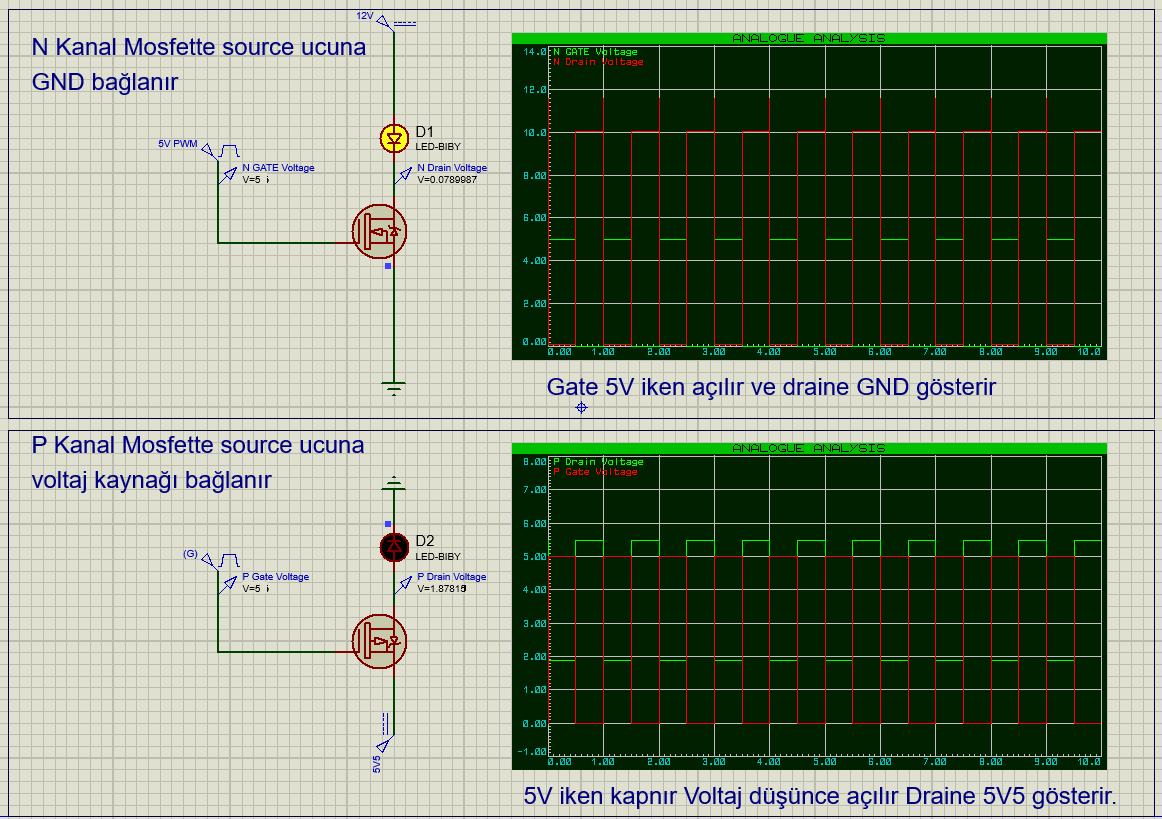 12V
N Kanal Mosfette source ucuna
GND bağlanır
D1
LED-BIBY
5V PWM
N GATE Voltage
V=5
N Drain Voltage
V=0.0789987
ANALOGUE ANALYSIS
N GATE Voltage
N Drain Voltage
14.0
12.0
10.0
8.00
6.00
4.00
2.00
0.00
0.00 1.00 2.00 3.00 4.00 5.00 6.00 7.00 8.00 9.00 10.0
Gate 5V iken açılır ve draine GND gösterir
P Kanal Mosfette source ucuna
voltaj kaynağı bağlanır
D2
LED-BIBY
(G)
P Gate Voltage
V=5
P Drain Voltage
5V5
ANALOGUE ANALYSIS
P Drain Voltage
P Gate Voltage
8.00
7.00
6.00
5.00
4.00
3.00
2.00
1.00
0.00
-1.00
0.00 1.00 2.00 3.00 4.00 5.00 6.00 7.00 8.00 9.00 10.0
5V iken kapnır Voltaj düşünce açılır Draine 5V5 gösterir.